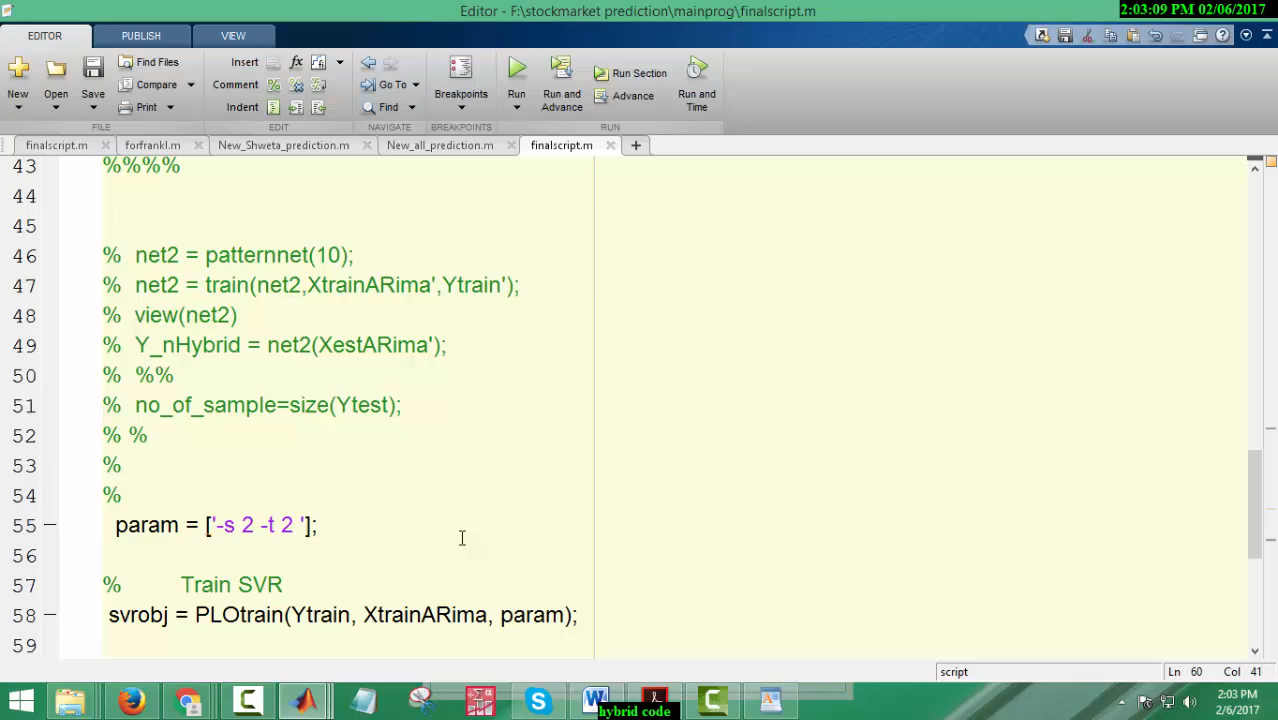 Editor - F:\stockmarket prediction\mainprog\finalscript.m
2:03:09 PM 02/06/2017
EDITOR PUBLISH VIEW
New Open Save Find Files Compare Print
Insert Comment Indent
Go To Find
Breakpoints
Run Run and Advance Run Section Advance Run and Time
FILE EDIT NAVIGATE BREAKPOINTS RUN
finalscript.m forfrankl.m New_Shweta_prediction.m New_all_prediction.m finalscript.m
43 %%%%
44
45
46 % net2 = patternnet(10);
47 % net2 = train(net2,XtrainARima',Ytrain');
48 % view(net2)
49 % Y_nHybrid = net2(XestARima');
50 % %%
51 % no_of_sample=size(Ytest);
52 % %
53 %
54 %
55 param = ['-s 2 -t 2 '];
56
57 % Train SVR
58 svrobj = PLOtrain(Ytrain, XtrainARima, param);
59
script Ln 60 Col 41
hybrid code
2:03 PM
2/6/2017